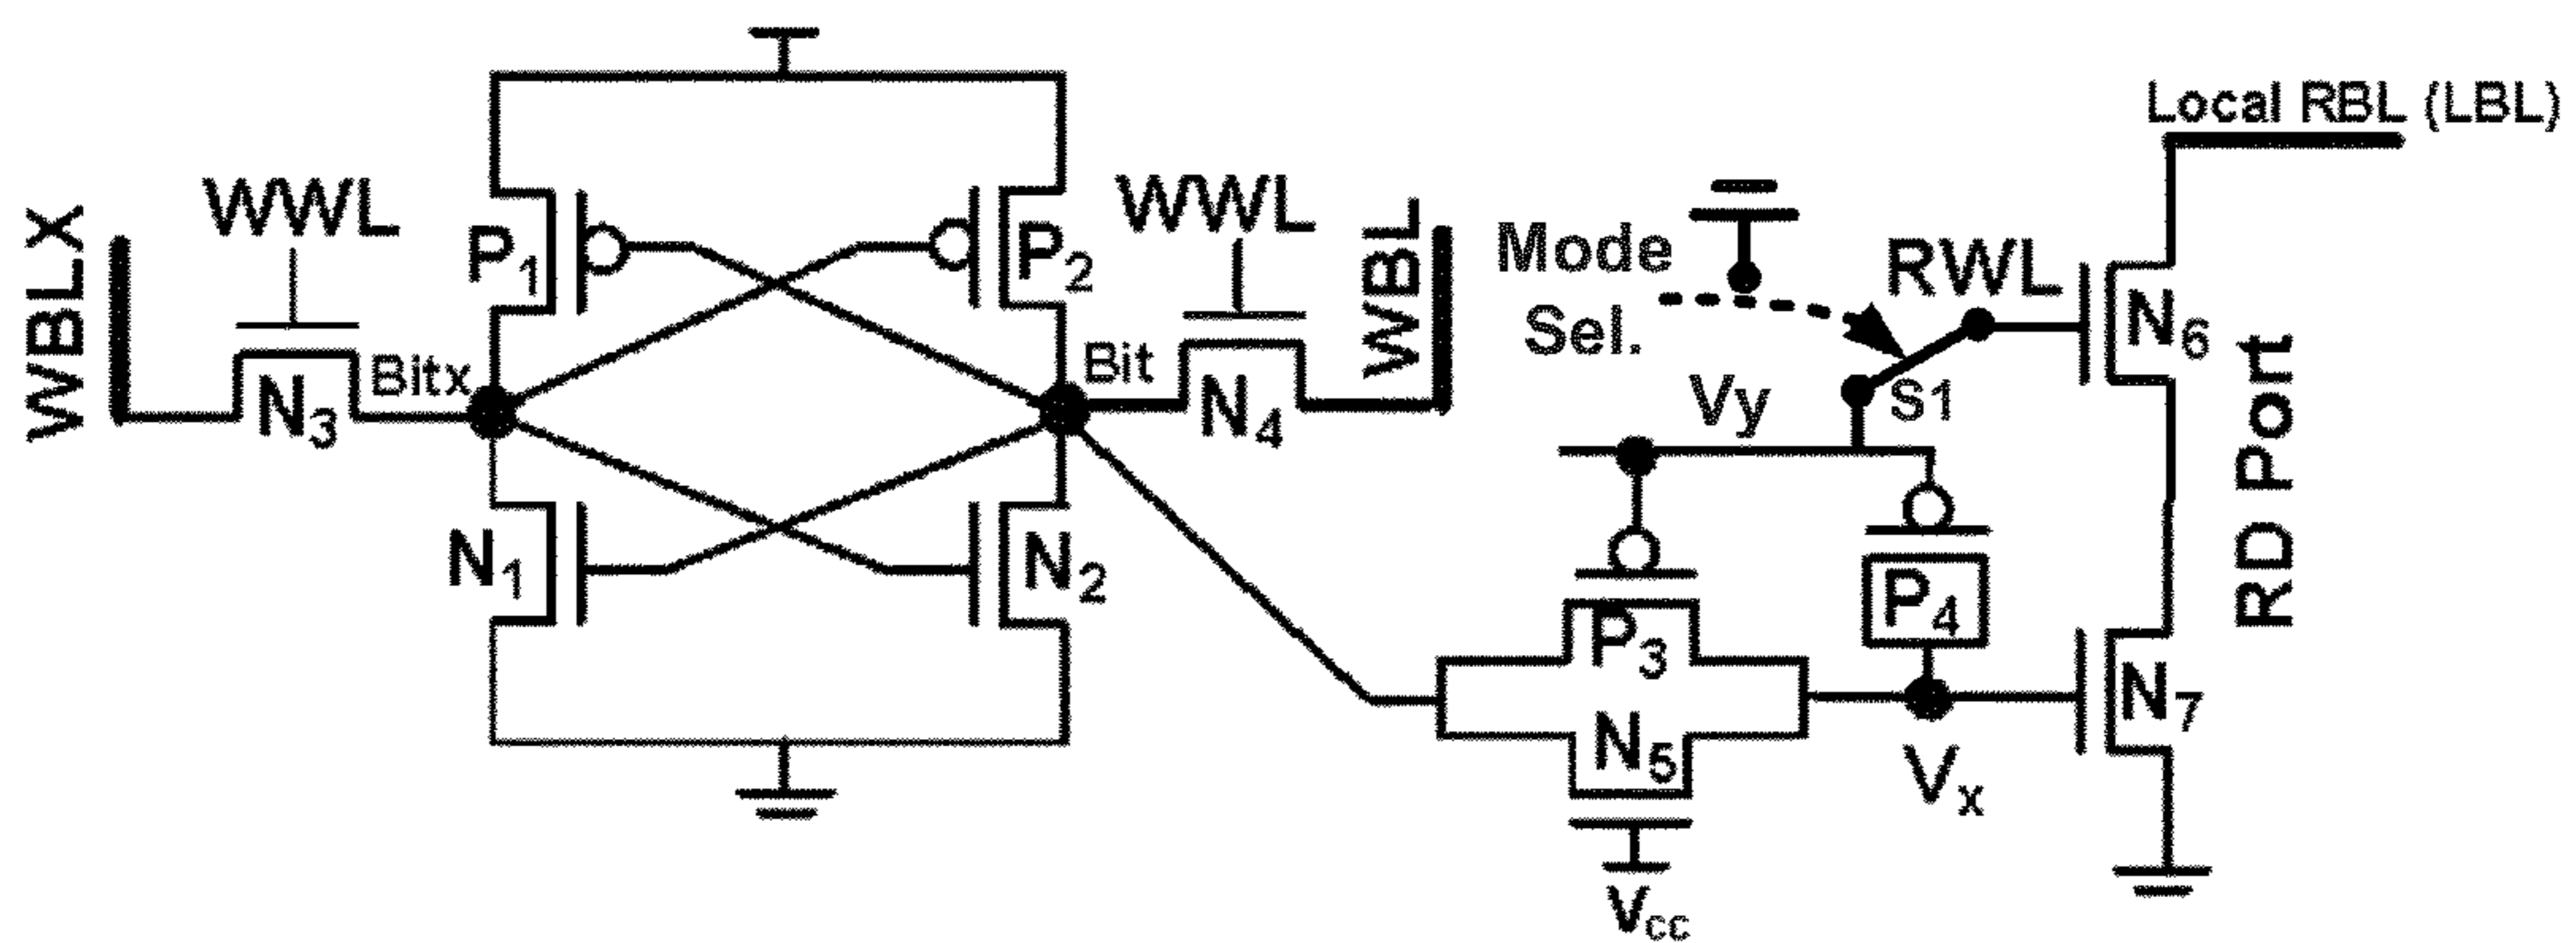 Local RBL (LBL)
WBLX
WWL
P1
P2
WWL
WBL
Mode
Sel.
RWL
N6
Bitx
N3
Bit
N4
Vy
S1
RD Port
N1
N2
P3
P4
N5
N7
Vx
Vcc